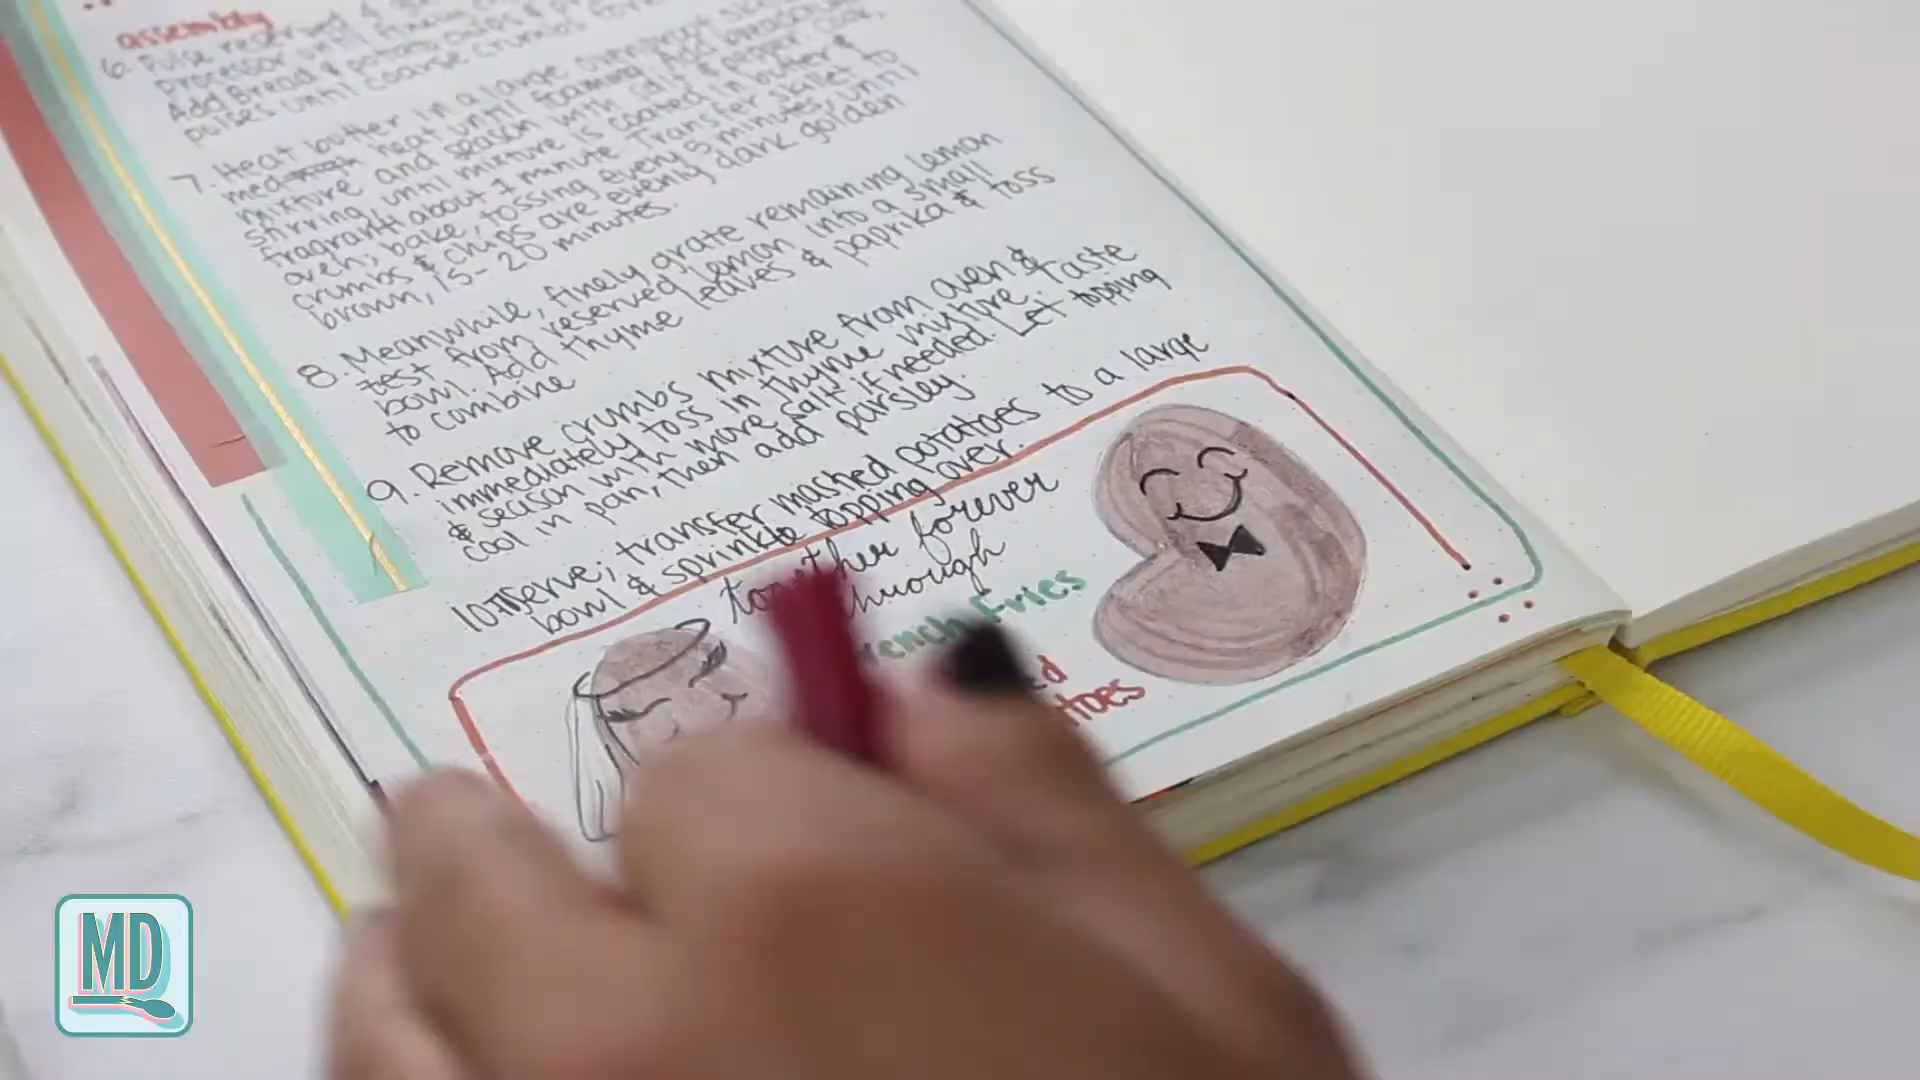 assembly
6. Pulse reserved
processor until
Add Bread & potato
pulses until coarse crumbs
7. Heat butter in a large ovenproof
med heat until foaming. Add
mixture and season with salt & pepper. Cook,
stirring, until mixture is coated in butter &
fragrant about 1 minute. Transfer skillet to
oven; bake, tossing every 5 minutes, until
crumbs & chips are evenly dark golden
brown, 15-20 minutes.
8. Meanwhile, finely grate remaining lemon
zest from reserved lemon into a small
bowl. Add thyme leaves & paprika & toss
to combine
9. Remove crumbs mixture from oven &
immediately toss in thyme mixture. Taste
& season with more salt if needed. Let topping
cool in pan, then add parsley.
10. serve; transfer mashed potatoes to a large
bowl & sprinkle topping over.
together forever
through
Fries
MD